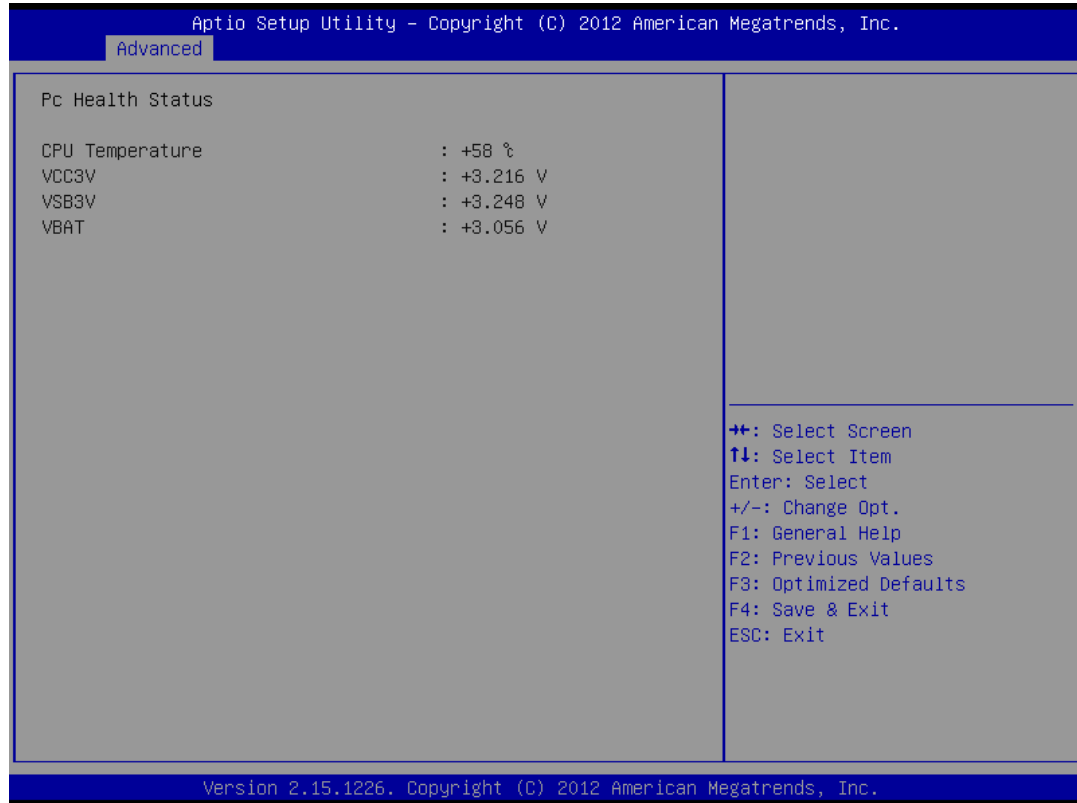 Aptio Setup Utility – Copyright (C) 2012 American Megatrends, Inc.
Advanced
Pc Health Status
CPU Temperature : +58 ℃
VCC3V : +3.216 V
VSB3V : +3.248 V
VBAT : +3.056 V
→←: Select Screen
↑↓: Select Item
Enter: Select
+/-: Change Opt.
F1: General Help
F2: Previous Values
F3: Optimized Defaults
F4: Save & Exit
ESC: Exit
Version 2.15.1226. Copyright (C) 2012 American Megatrends, Inc.